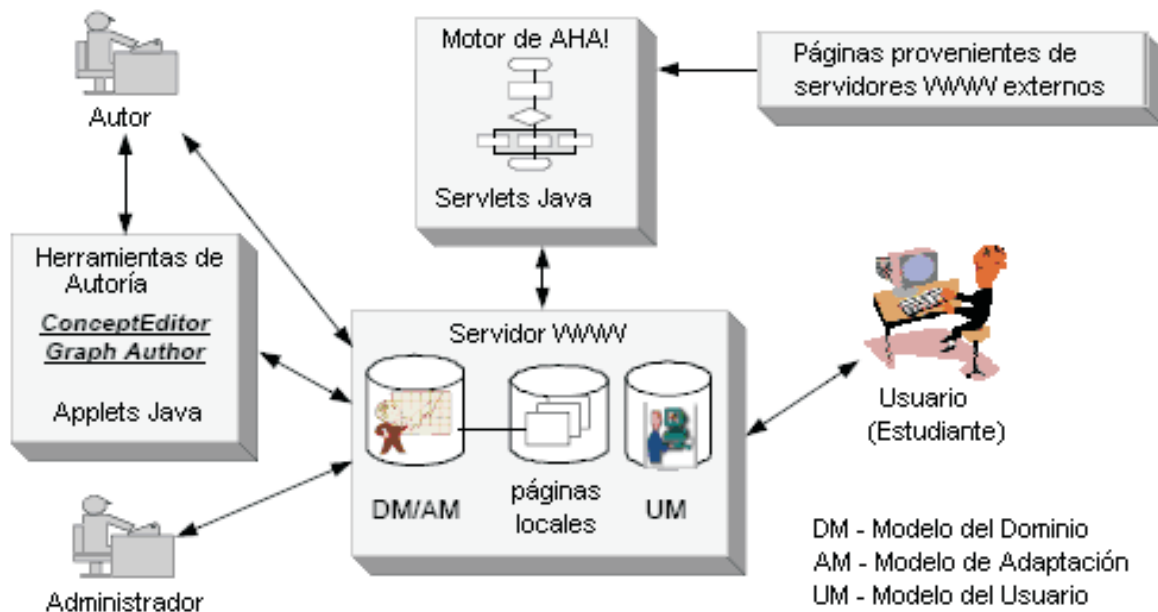 Autor
Motor de AHA!
Servlets Java
Páginas provenientes de
servidores WWW externos
Herramientas de
Autoría
ConceptEditor
Graph Author
Applets Java
Servidor WWW
DM/AM
páginas
locales
UM
Usuario
(Estudiante)
Administrador
DM - Modelo del Dominio
AM - Modelo de Adaptación
UM - Modelo del Usuario